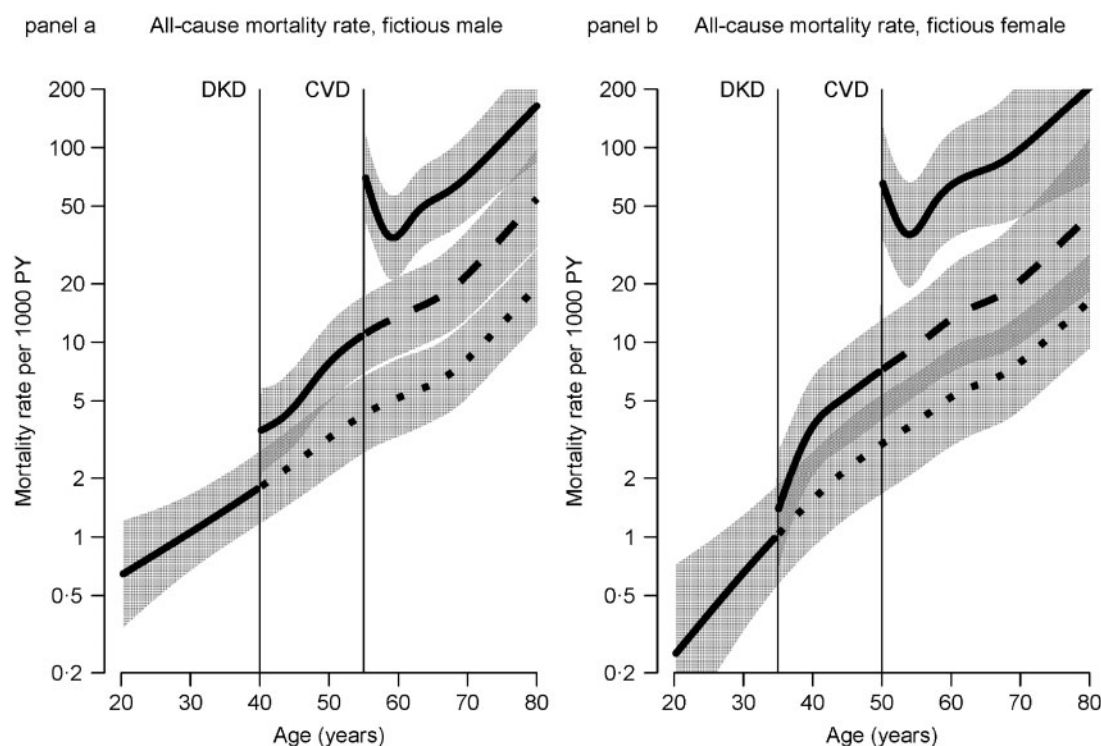 panel a All-cause mortality rate, fictious male
DKD CVD
200
100
50
20
10
5
2
1
0·5
0·2
Mortality rate per 1000 PY
20 30 40 50 60 70 80
Age (years)
panel b All-cause mortality rate, fictious female
DKD CVD
200
100
50
20
10
5
2
1
0·5
0·2
Mortality rate per 1000 PY
20 30 40 50 60 70 80
Age (years)